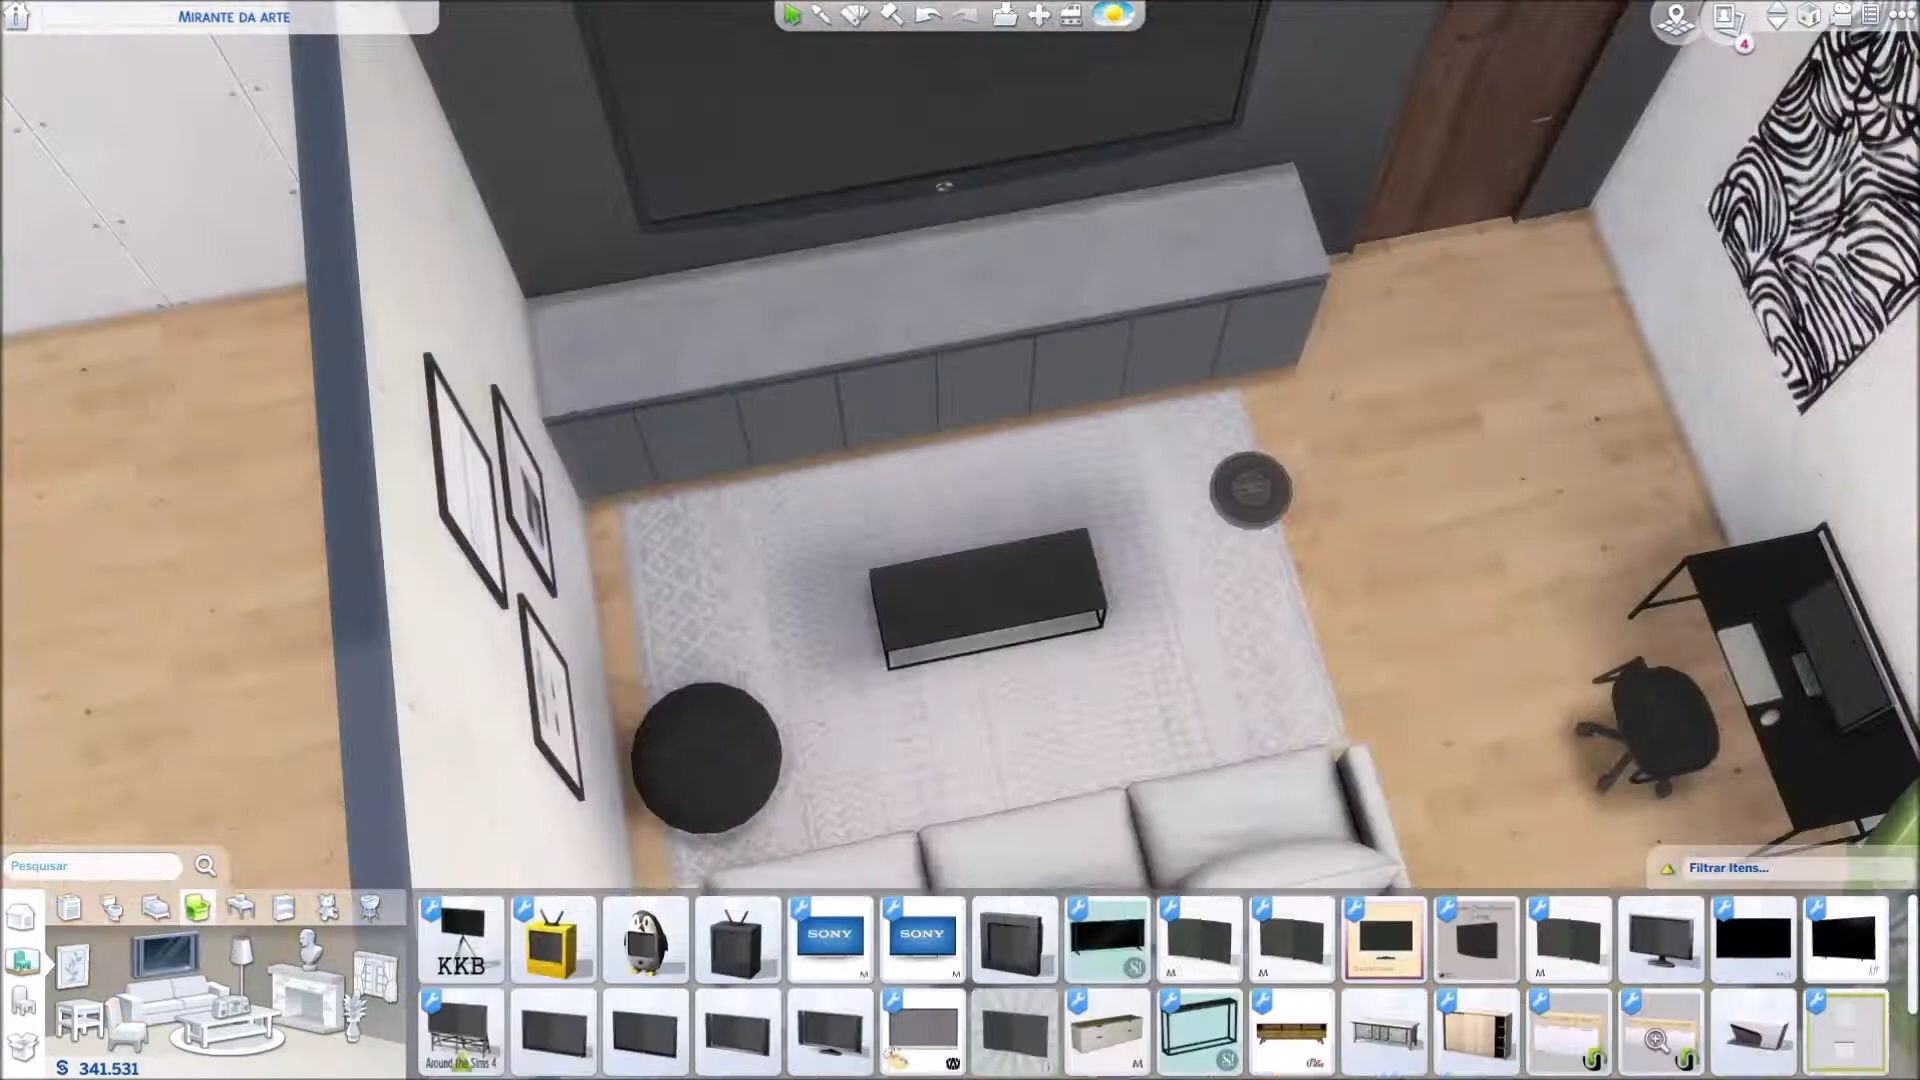 MIRANTE DA ARTE
4
Pesquisar
Filtrar Itens...
KKB
SONY
M
SONY
M
M
M
M
Around the Sims 4
M
S 341.531